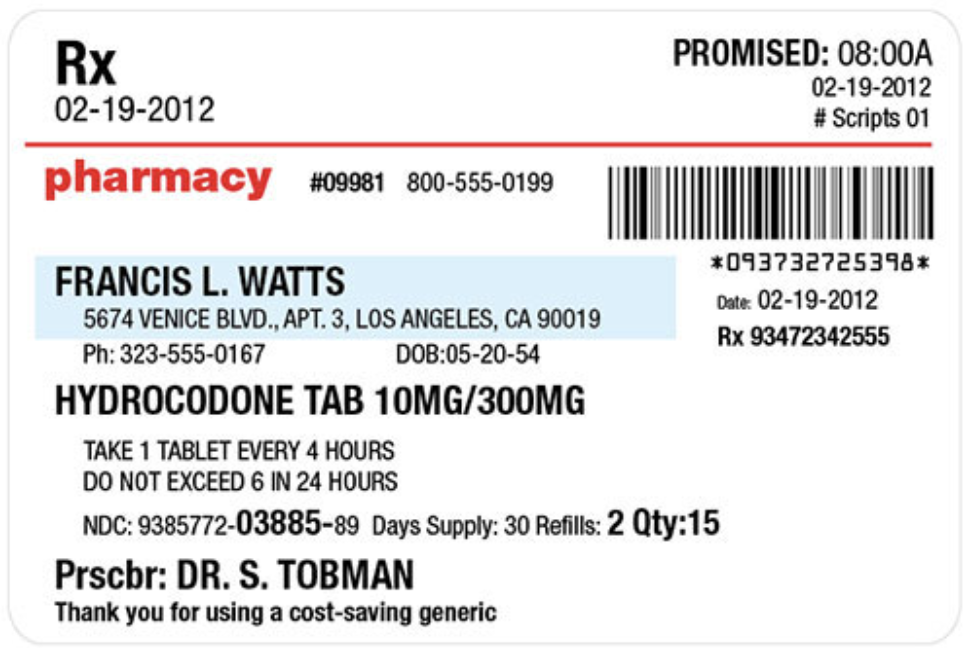 Rx
02-19-2012
PROMISED: 08:00A
02-19-2012
# Scripts 01
pharmacy #09981 800-555-0199
*093732725398*
Date: 02-19-2012
Rx 93472342555
FRANCIS L. WATTS
5674 VENICE BLVD., APT. 3, LOS ANGELES, CA 90019
Ph: 323-555-0167 DOB:05-20-54
HYDROCODONE TAB 10MG/300MG
TAKE 1 TABLET EVERY 4 HOURS
DO NOT EXCEED 6 IN 24 HOURS
NDC: 9385772-03885-89 Days Supply: 30 Refills: 2 Qty:15
Prscbr: DR. S. TOBMAN
Thank you for using a cost-saving generic